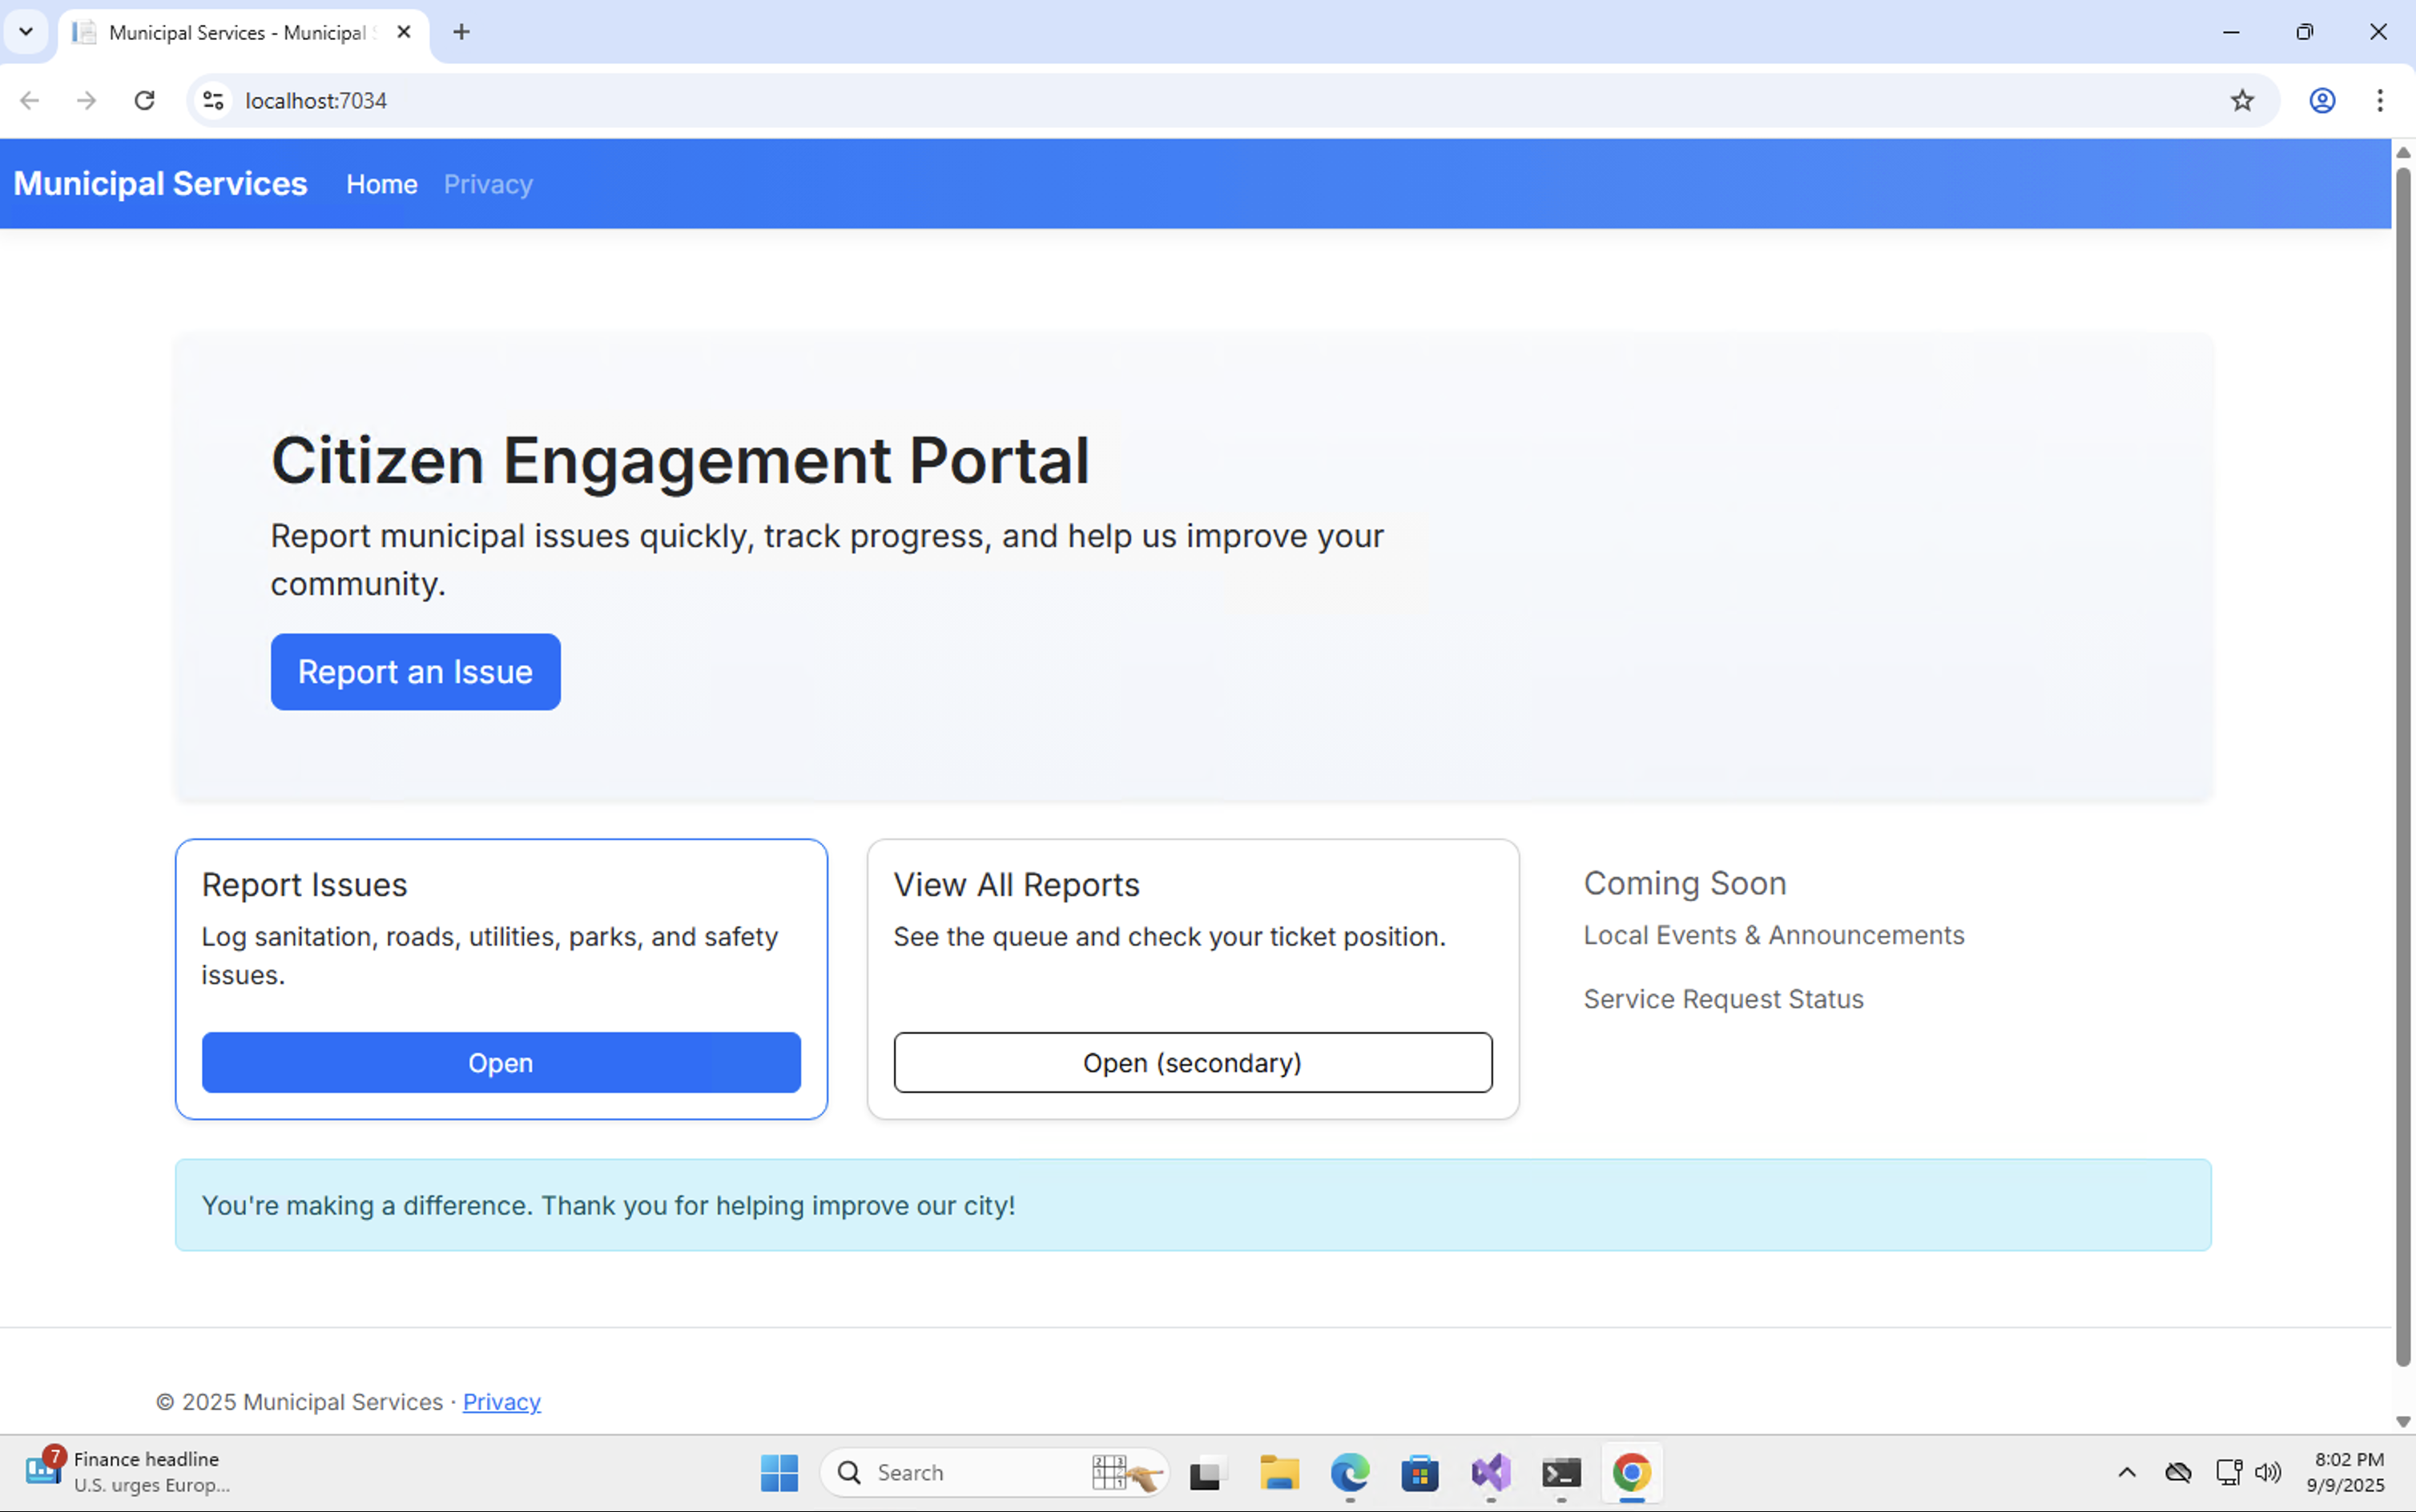 Municipal Services - Municipal
localhost:7034
Municipal Services Home Privacy
Citizen Engagement Portal
Report municipal issues quickly, track progress, and help us improve your
community.
Report an Issue
Report Issues
Log sanitation, roads, utilities, parks, and safety
issues.
Open
View All Reports
See the queue and check your ticket position.
Open (secondary)
Coming Soon
Local Events & Announcements
Service Request Status
You're making a difference. Thank you for helping improve our city!
© 2025 Municipal Services · Privacy
7
Finance headline
U.S. urges Europ...
Search
8:02 PM
9/9/2025